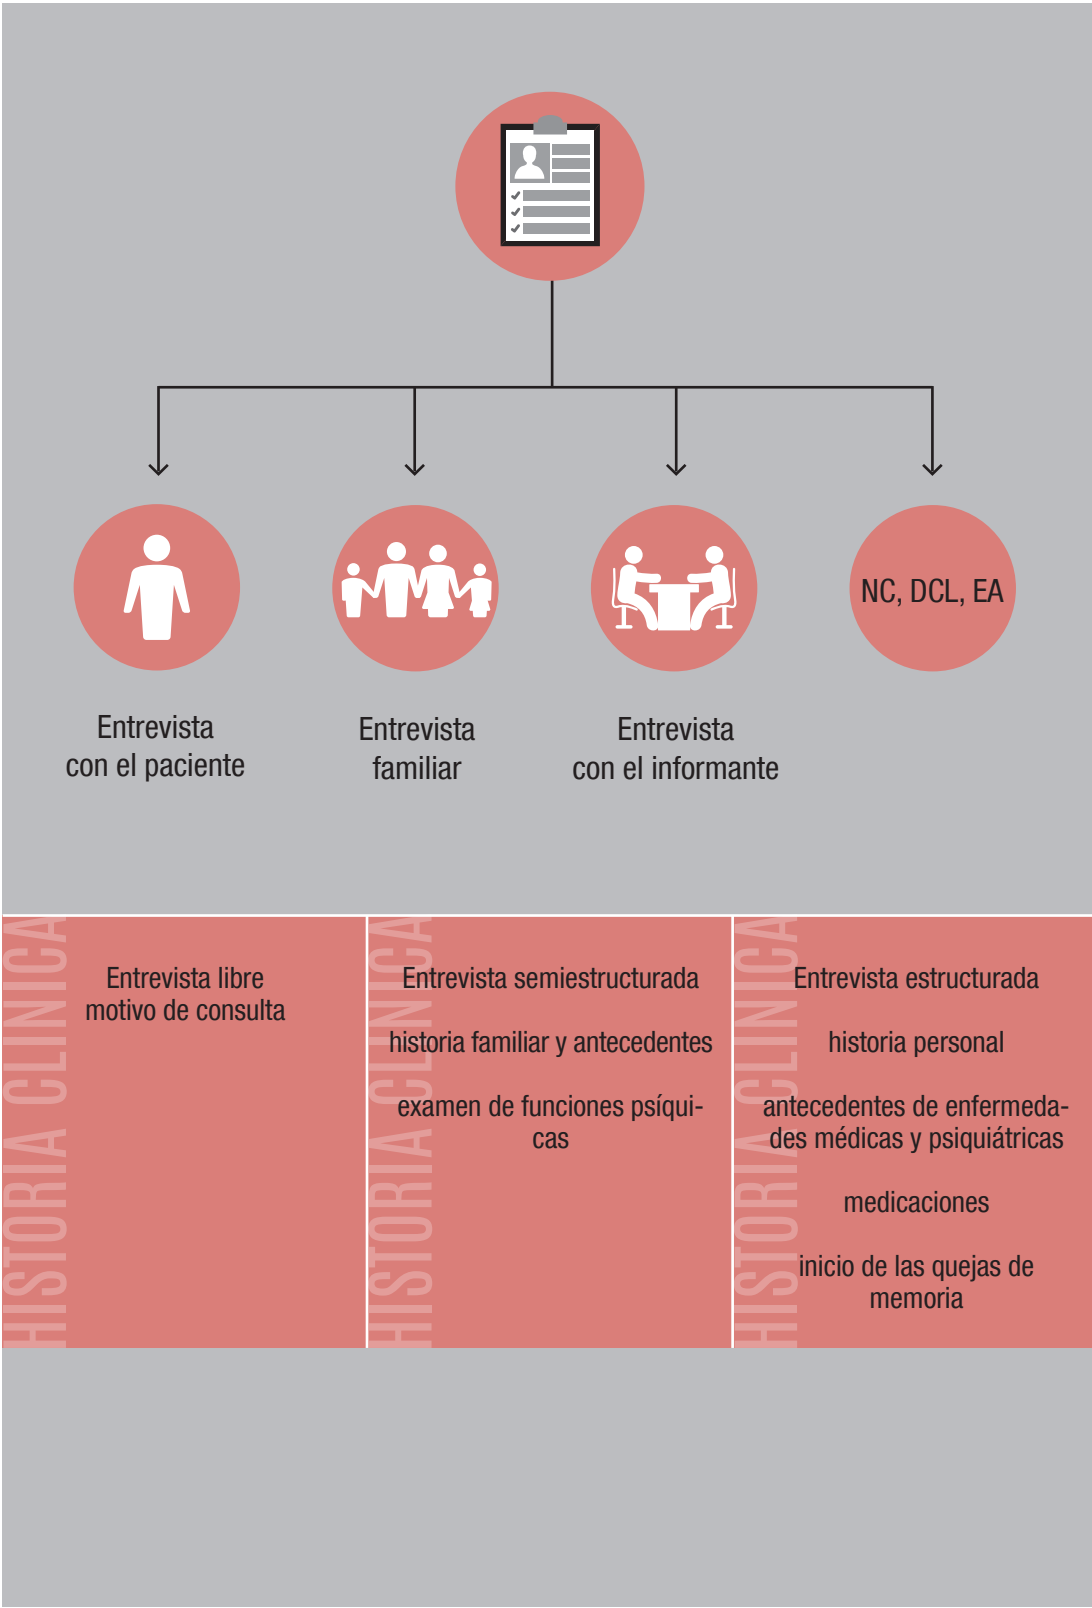 NC, DCL, EA
Entrevista
con el paciente
Entrevista
familiar
Entrevista
con el informante
HISTORIA CLINICA
Entrevista libre
motivo de consulta
HISTORIA CLINICA
Entrevista semiestructurada
historia familiar y antecedentes
examen de funciones psíqui-
cas
HISTORIA CLINICA
Entrevista estructurada
historia personal
antecedentes de enfermeda-
des médicas y psiquiátricas
medicaciones
inicio de las quejas de
memoria